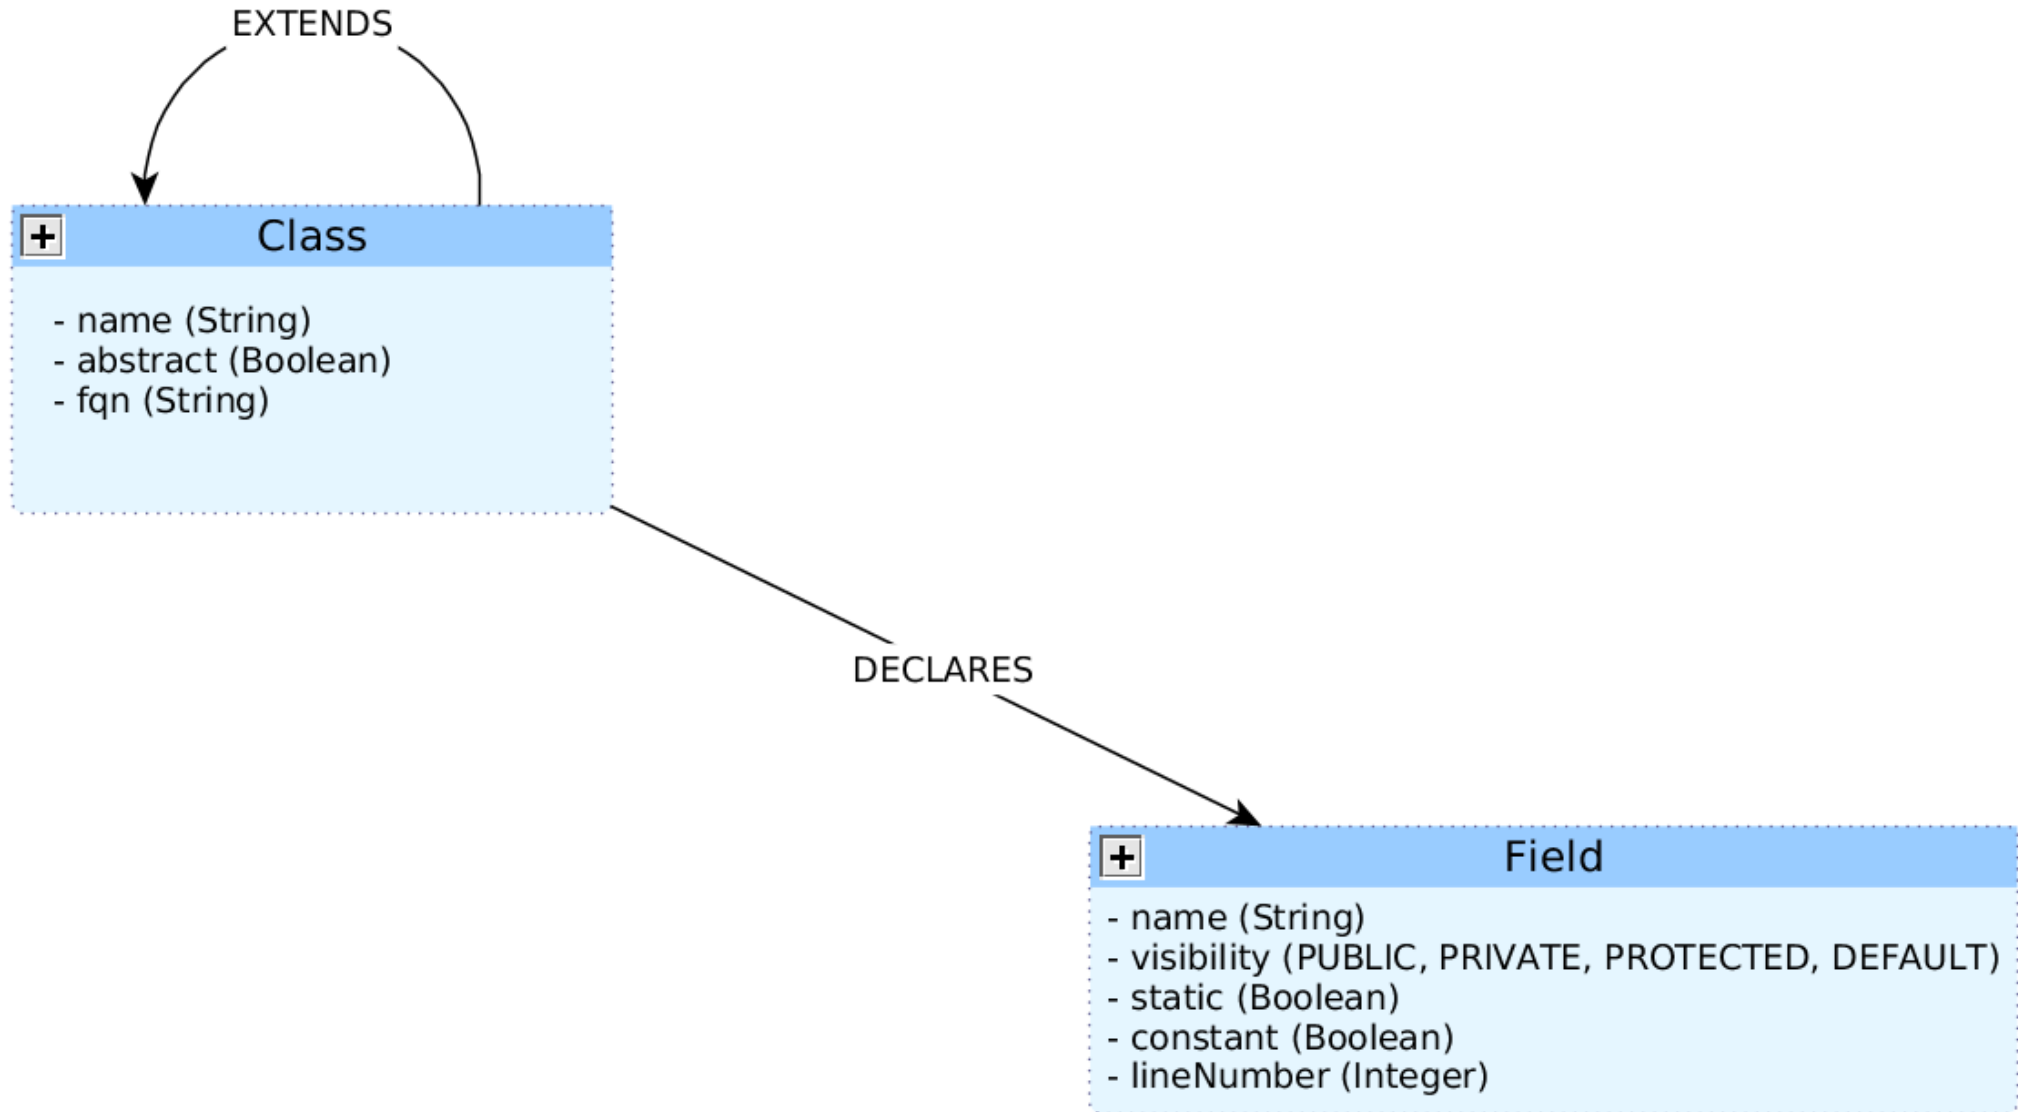 EXTENDS
Class
- name (String)
- abstract (Boolean)
- fqn (String)
DECLARES
Field
- name (String)
- visibility (PUBLIC, PRIVATE, PROTECTED, DEFAULT)
- static (Boolean)
- constant (Boolean)
- lineNumber (Integer)